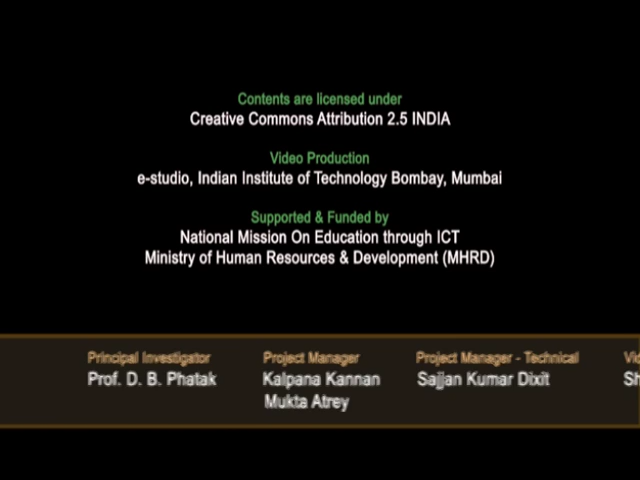 Contents are licensed under
Creative Commons Attribution 2.5 INDIA
Video Production
e-studio, Indian Institute of Technology Bombay, Mumbai
Supported & Funded by
National Mission On Education through ICT
Ministry of Human Resources & Development (MHRD)
Principal Investigator
Prof. D. B. Phatak
Project Manager
Kalpana Kannan
Mukta Atrey
Project Manager - Technical
Sajjan Kumar Dixit